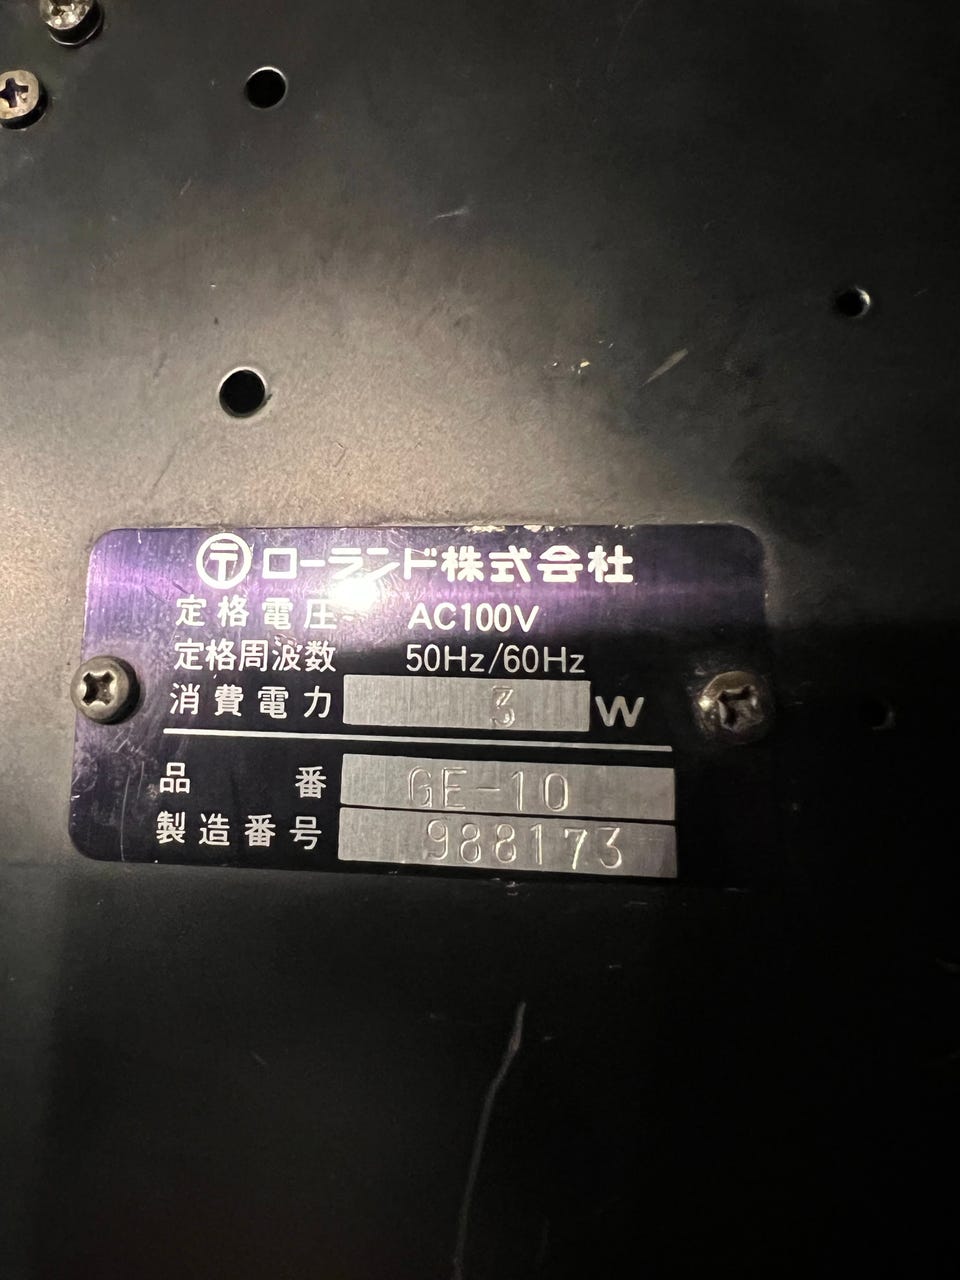 〒 ローランド株式会社
定格電圧 AC100V
定格周波数 50Hz/60Hz
消費電力 3 W
品番 GE-10
製造番号 988173